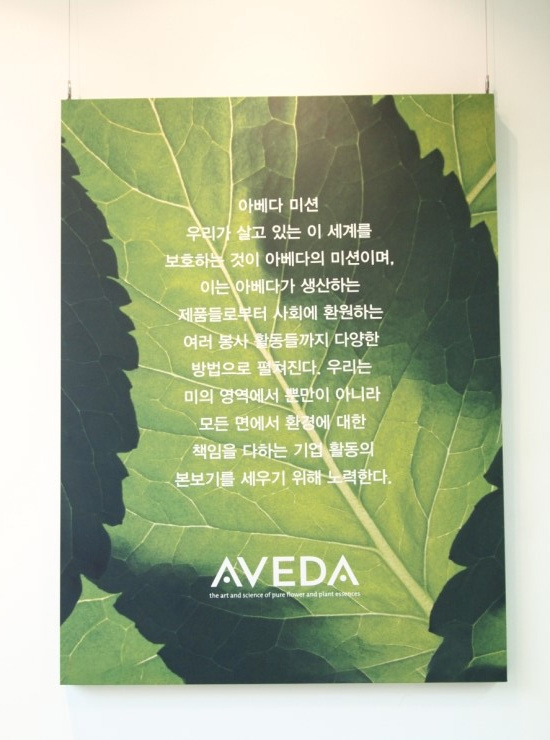 아베다 미션
우리가 살고 있는 이 세계를
보호하는 것이 아베다의 미션이며,
이는 아베다가 생산하는
제품들로부터 사회에 환원하는
여러 봉사 활동들까지 다양한
방법으로 펼쳐진다. 우리는
미의 영역에서 뿐만이 아니라
모든 면에서 환경에 대한
책임을 다하는 기업 활동의
본보기를 세우기 위해 노력한다.
AVEDA
the art and science of pure flower and plant essences